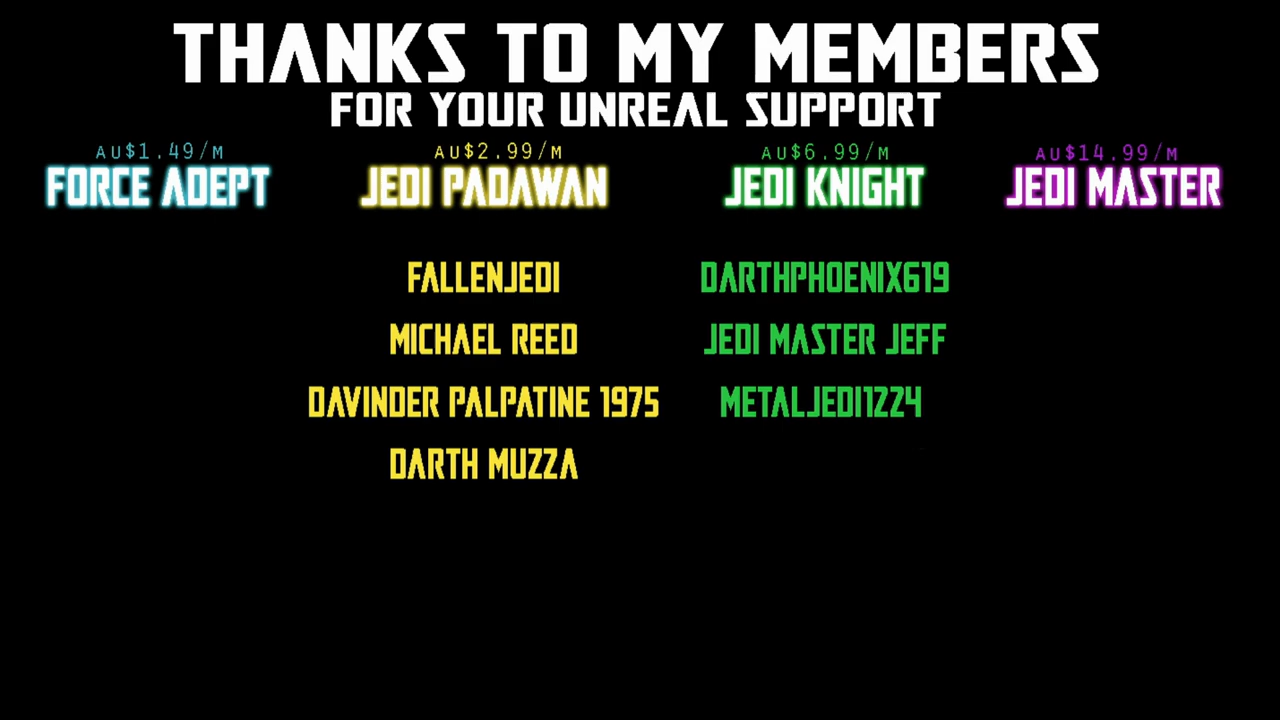 THANKS TO MY MEMBERS
FOR YOUR UNREAL SUPPORT
AU$1.49/M
FORCE ADEPT
AU$2.99/M
JEDI PADAWAN
FALLENJEDI
MICHAEL REED
DAVINDER PALPATINE 1975
DARTH MUZZA
AU$6.99/M
JEDI KNIGHT
DARTHPHOENIX619
JEDI MASTER JEFF
METALJEDI1224
AU$14.99/M
JEDI MASTER